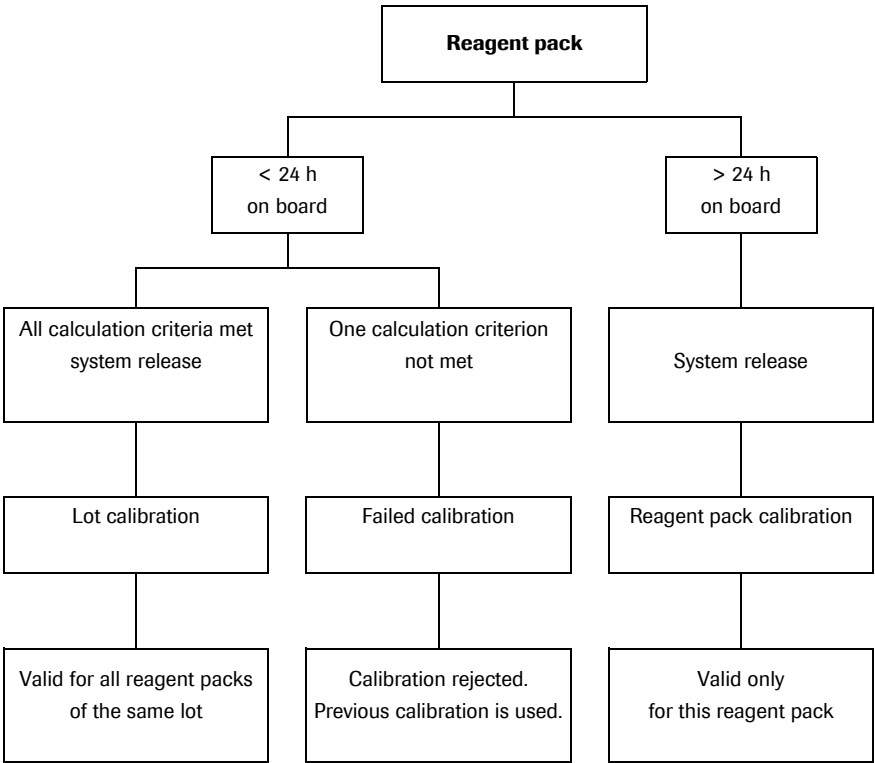 Reagent pack
< 24 h
on board
> 24 h
on board
All calculation criteria met
system release
One calculation criterion
not met
System release
Lot calibration
Failed calibration
Reagent pack calibration
Valid for all reagent packs
of the same lot
Calibration rejected.
Previous calibration is used.
Valid only
for this reagent pack